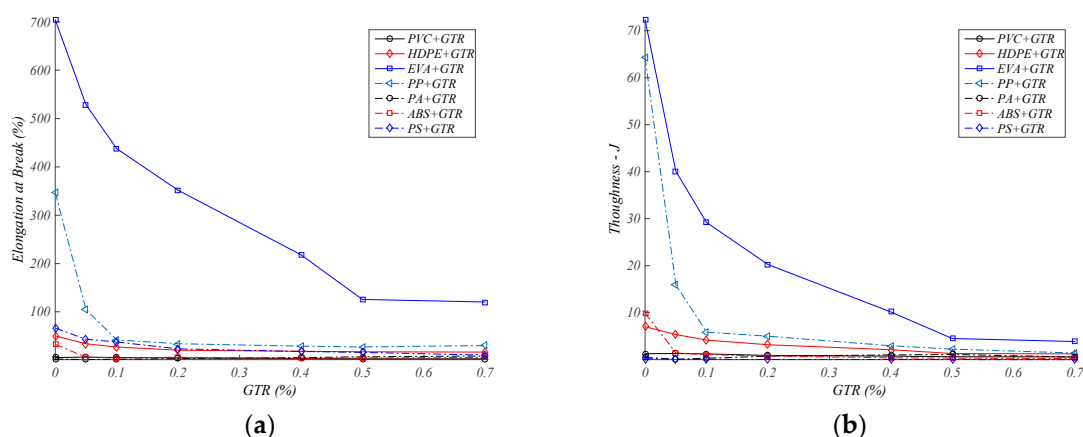 700
600
500
400
300
200
100
0
0.1
0.2
0.3
0.4
0.5
0.6
0.7
Elongation at Break (%)
GTR (%)
PVC+GTR
HDPE+GTR
EVA+GTR
PP+GTR
PA+GTR
ABS+GTR
PS+GTR
(a)
70
60
50
40
30
20
10
0
0.1
0.2
0.3
0.4
0.5
0.6
0.7
Thoughness - J
GTR (%)
PVC+GTR
HDPE+GTR
EVA+GTR
PP+GTR
PA+GTR
ABS+GTR
PS+GTR
(b)